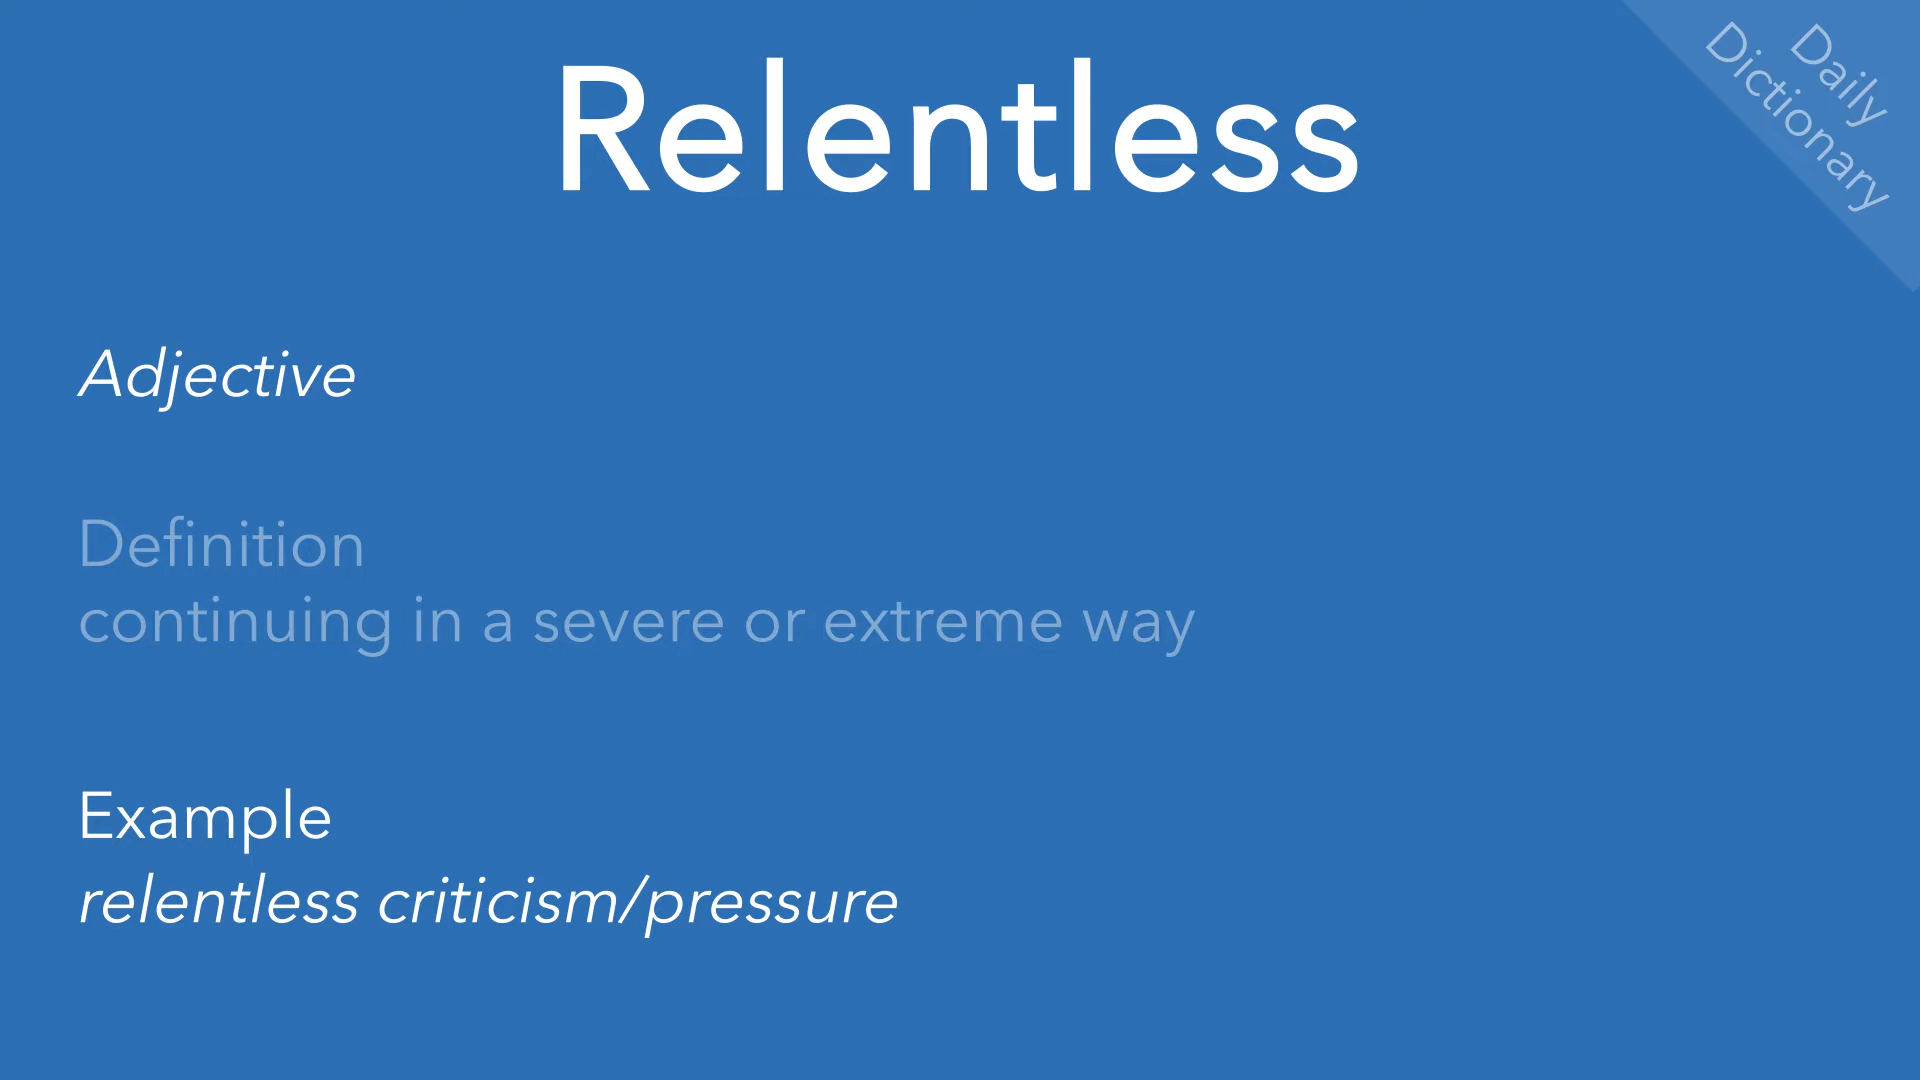 Relentless
Daily
Dictionary
Adjective
Definition
continuing in a severe or extreme way
Example
relentless criticism/pressure